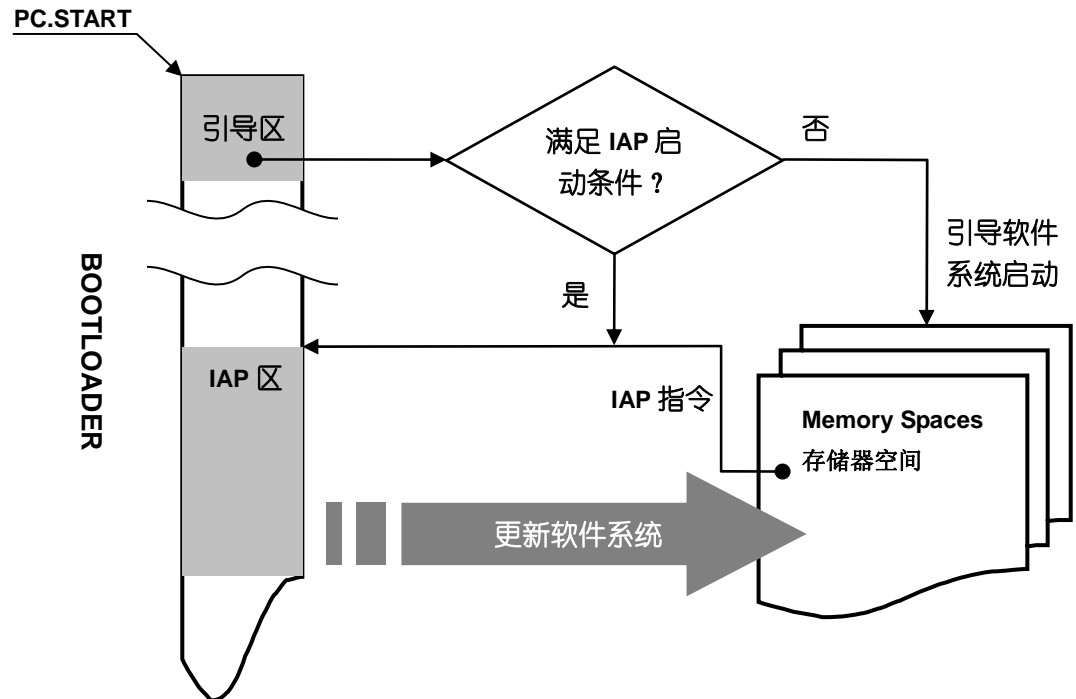 PC.START
引导区
满足 IAP 启
动条件？
否
引导软件
系统启动
是
BOOTLOADER
IAP 区
IAP 指令
Memory Spaces
存储器空间
更新软件系统